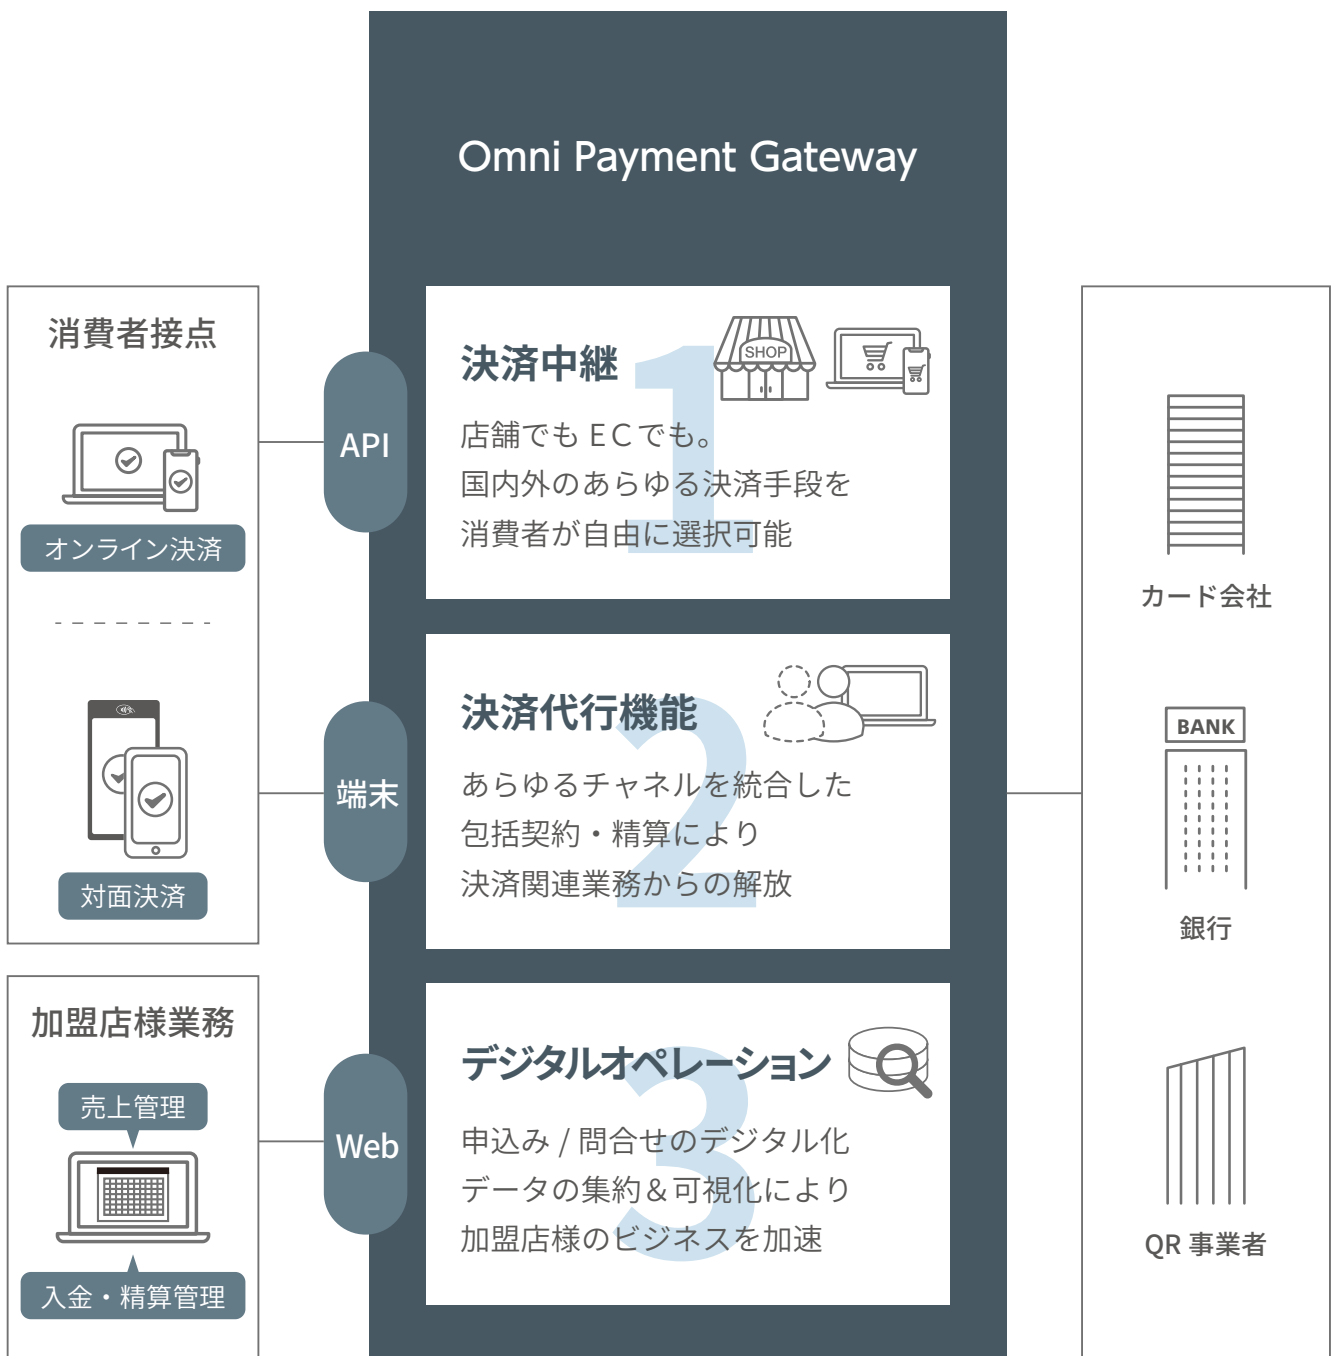 Omni Payment Gateway
消費者接点
オンライン決済
対面決済
加盟店様業務
売上管理
入金・精算管理
API
端末
Web
1
決済中継
SHOP
店舗でも ECでも。
国内外のあらゆる決済手段を
消費者が自由に選択可能
2
決済代行機能
あらゆるチャネルを統合した
包括契約・精算により
決済関連業務からの解放
3
デジタルオペレーション
申込み / 問合せのデジタル化
データの集約＆可視化により
加盟店様のビジネスを加速
カード会社
BANK
銀行
QR 事業者